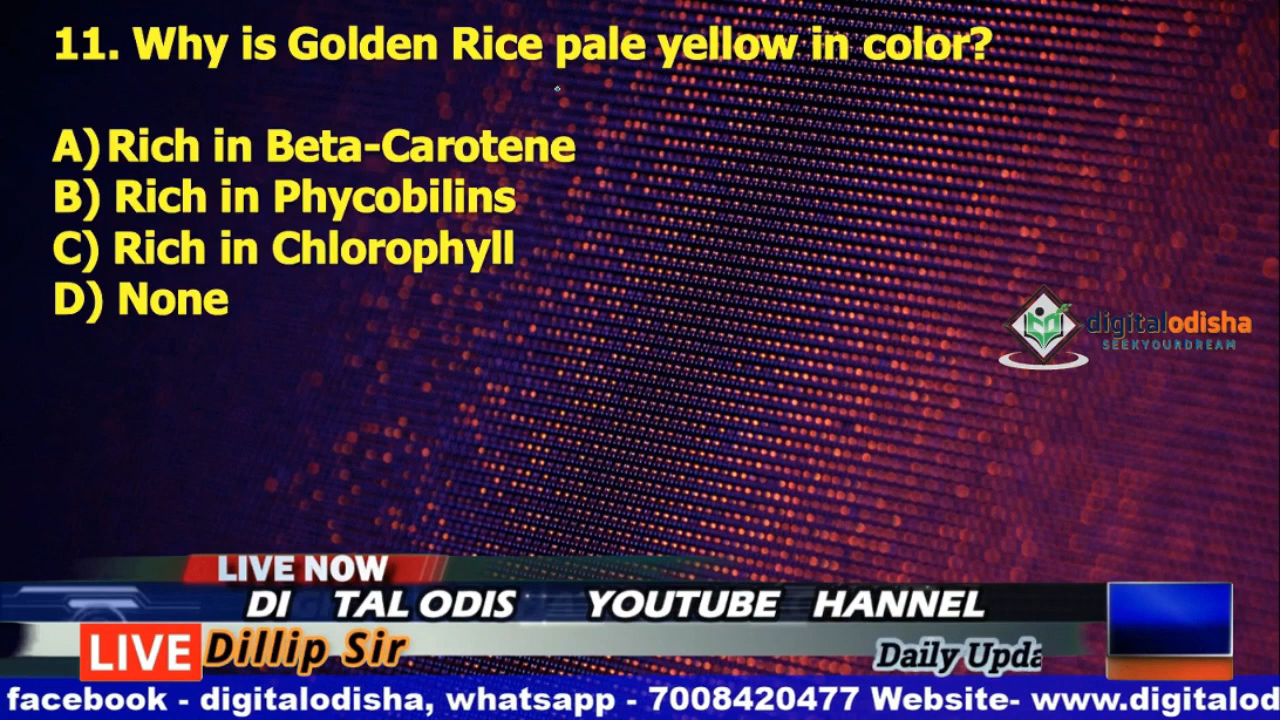 11. Why is Golden Rice pale yellow in color?
A) Rich in Beta-Carotene
B) Rich in Phycobilins
C) Rich in Chlorophyll
D) None
digitalodisha
SEEKYOURDREAM
LIVE NOW
DI TAL ODIS YOUTUBE HANNEL
LIVE Dillip Sir Daily Upda
facebook - digitalodisha, whatsapp - 7008420477 Website- www.digitalod